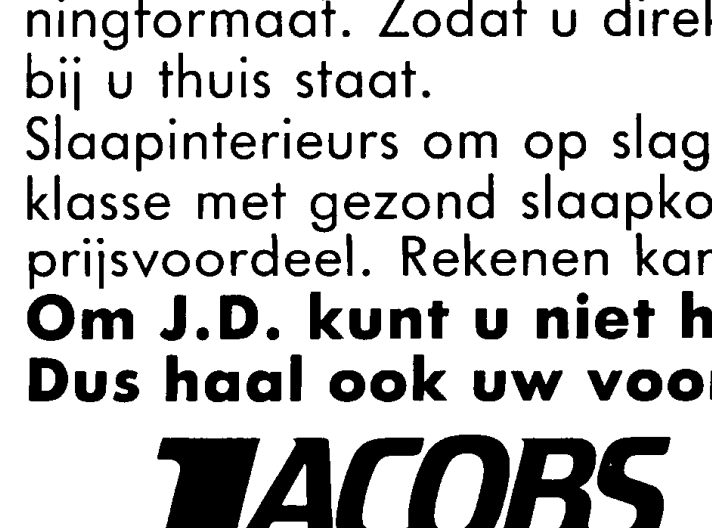 ningformaat. Zodat u direk
bij u thuis staat.
Slaapinterieurs om op slag
klasse met gezond slaapko
prijsvoordeel. Rekenen kan
Om J.D. kunt u niet h
Dus haal ook uw voor
JACOBS